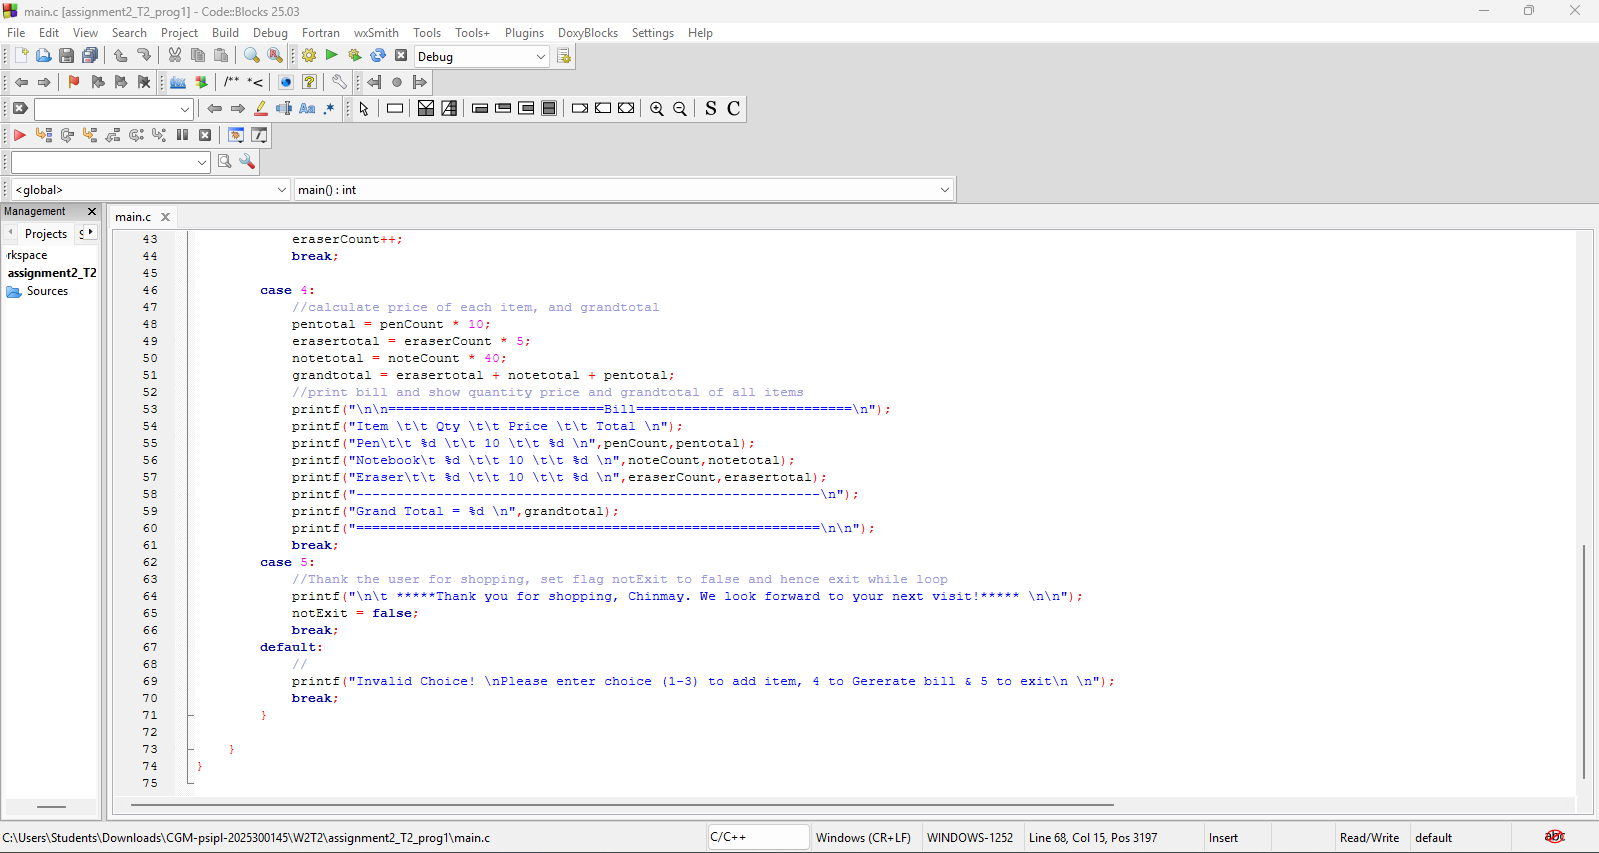 main.c [assignment2_T2_prog1] - Code::Blocks 25.03
File Edit View Search Project Build Debug Fortran wxSmith Tools Tools+ Plugins DoxyBlocks Settings Help
Debug
/** *<
Aa .*
S C
<global> main() : int
Management
main.c
Projects S
rkspace
assignment2_T2
Sources
43 eraserCount++;
44 break;
45
46 case 4:
47 //calculate price of each item, and grandtotal
48 pentotal = penCount * 10;
49 erasertotal = eraserCount * 5;
50 notetotal = noteCount * 40;
51 grandtotal = erasertotal + notetotal + pentotal;
52 //print bill and show quantity price and grandtotal of all items
53 printf("\n\n===========================Bill===========================\n");
54 printf("Item \t\t Qty \t\t Price \t\t Total \n");
55 printf("Pen\t\t %d \t\t 10 \t\t %d \n",penCount,pentotal);
56 printf("Notebook\t %d \t\t 10 \t\t %d \n",noteCount,notetotal);
57 printf("Eraser\t\t %d \t\t 10 \t\t %d \n",eraserCount,erasertotal);
58 printf("----------------------------------------------------------\n");
59 printf("Grand Total = %d \n",grandtotal);
60 printf("==========================================================\n\n");
61 break;
62 case 5:
63 //Thank the user for shopping, set flag notExit to false and hence exit while loop
64 printf("\n\t *****Thank you for shopping, Chinmay. We look forward to your next visit!***** \n\n");
65 notExit = false;
66 break;
67 default:
68 //
69 printf("Invalid Choice! \nPlease enter choice (1-3) to add item, 4 to Gererate bill & 5 to exit\n \n");
70 break;
71 }
72
73 }
74 }
75
C:\Users\Students\Downloads\CGM-psipl-2025300145\W2T2\assignment2_T2_prog1\main.c C/C++ Windows (CR+LF) WINDOWS-1252 Line 68, Col 15, Pos 3197 Insert Read/Write default abc